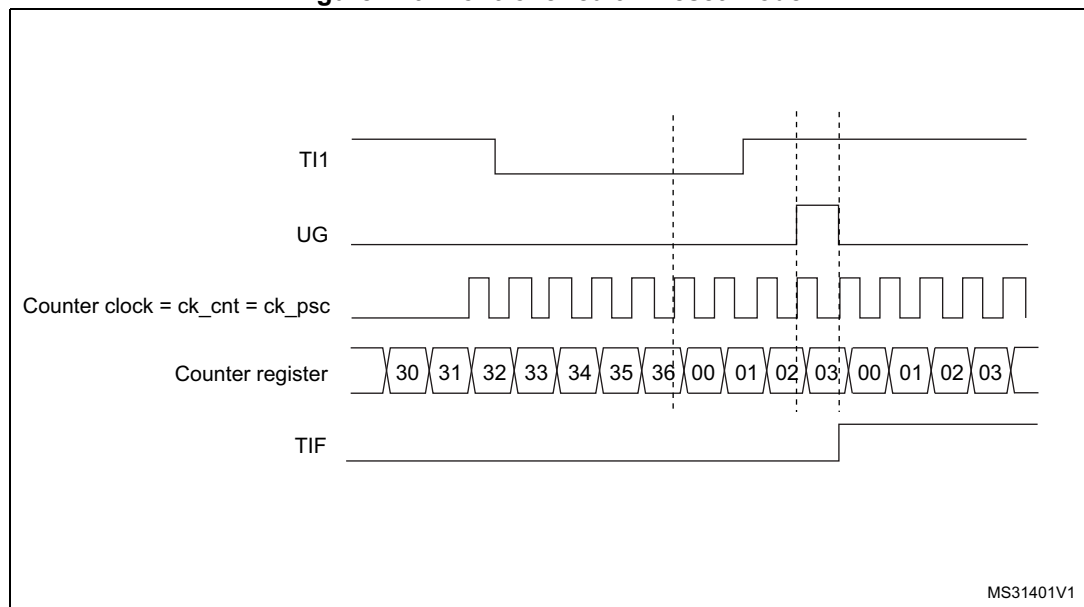 TI1
UG
Counter clock = ck_cnt = ck_psc
Counter register 30 31 32 33 34 35 36 00 01 02 03 00 01 02 03
TIF
MS31401V1